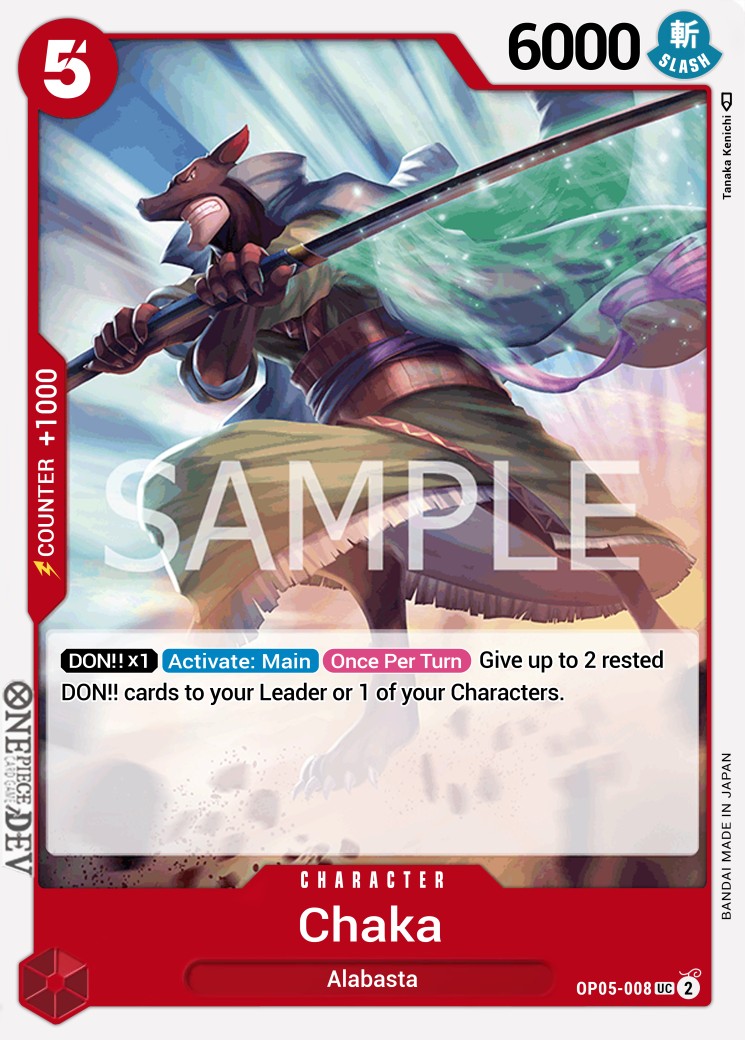 5
6000
斬
SLASH
Tanaka Kenichi
COUNTER +1000
SAMPLE
DON!! x1 Activate: Main Once Per Turn Give up to 2 rested
DON!! cards to your Leader or 1 of your Characters.
ONE PIECE
CARD GAME
.DEV
BANDAI MADE IN JAPAN
CHARACTER
Chaka
Alabasta
OP05-008 UC 2